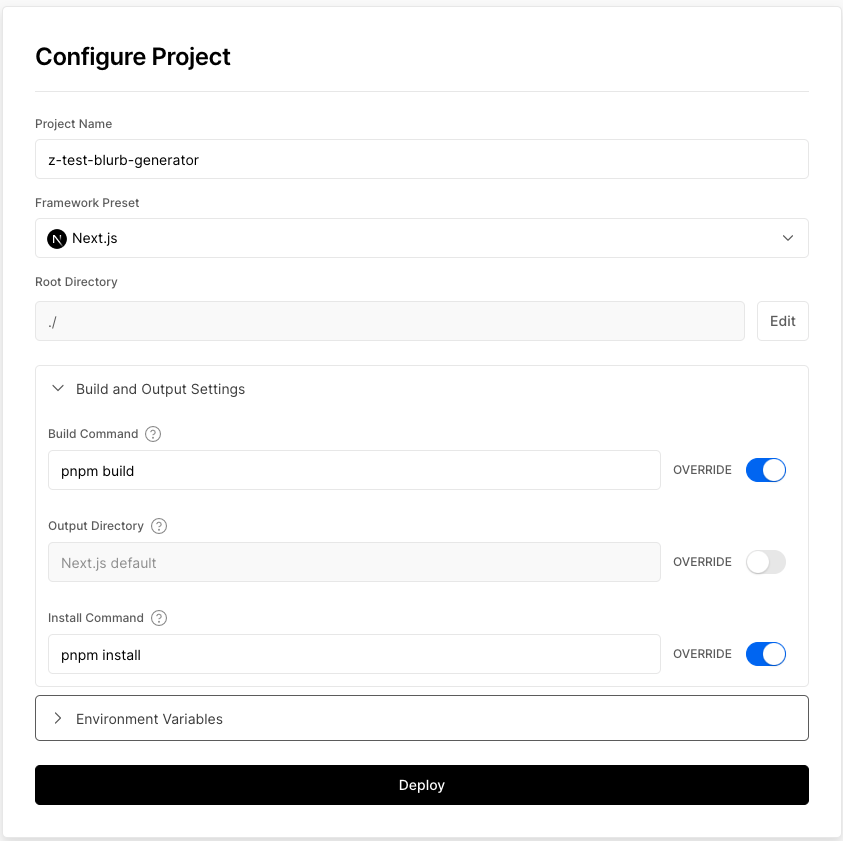 Configure Project
Project Name
z-test-blurb-generator
Framework Preset
N Next.js
Root Directory
./
Edit
Build and Output Settings
Build Command ?
pnpm build
OVERRIDE
Output Directory ?
Next.js default
OVERRIDE
Install Command ?
pnpm install
OVERRIDE
Environment Variables
Deploy